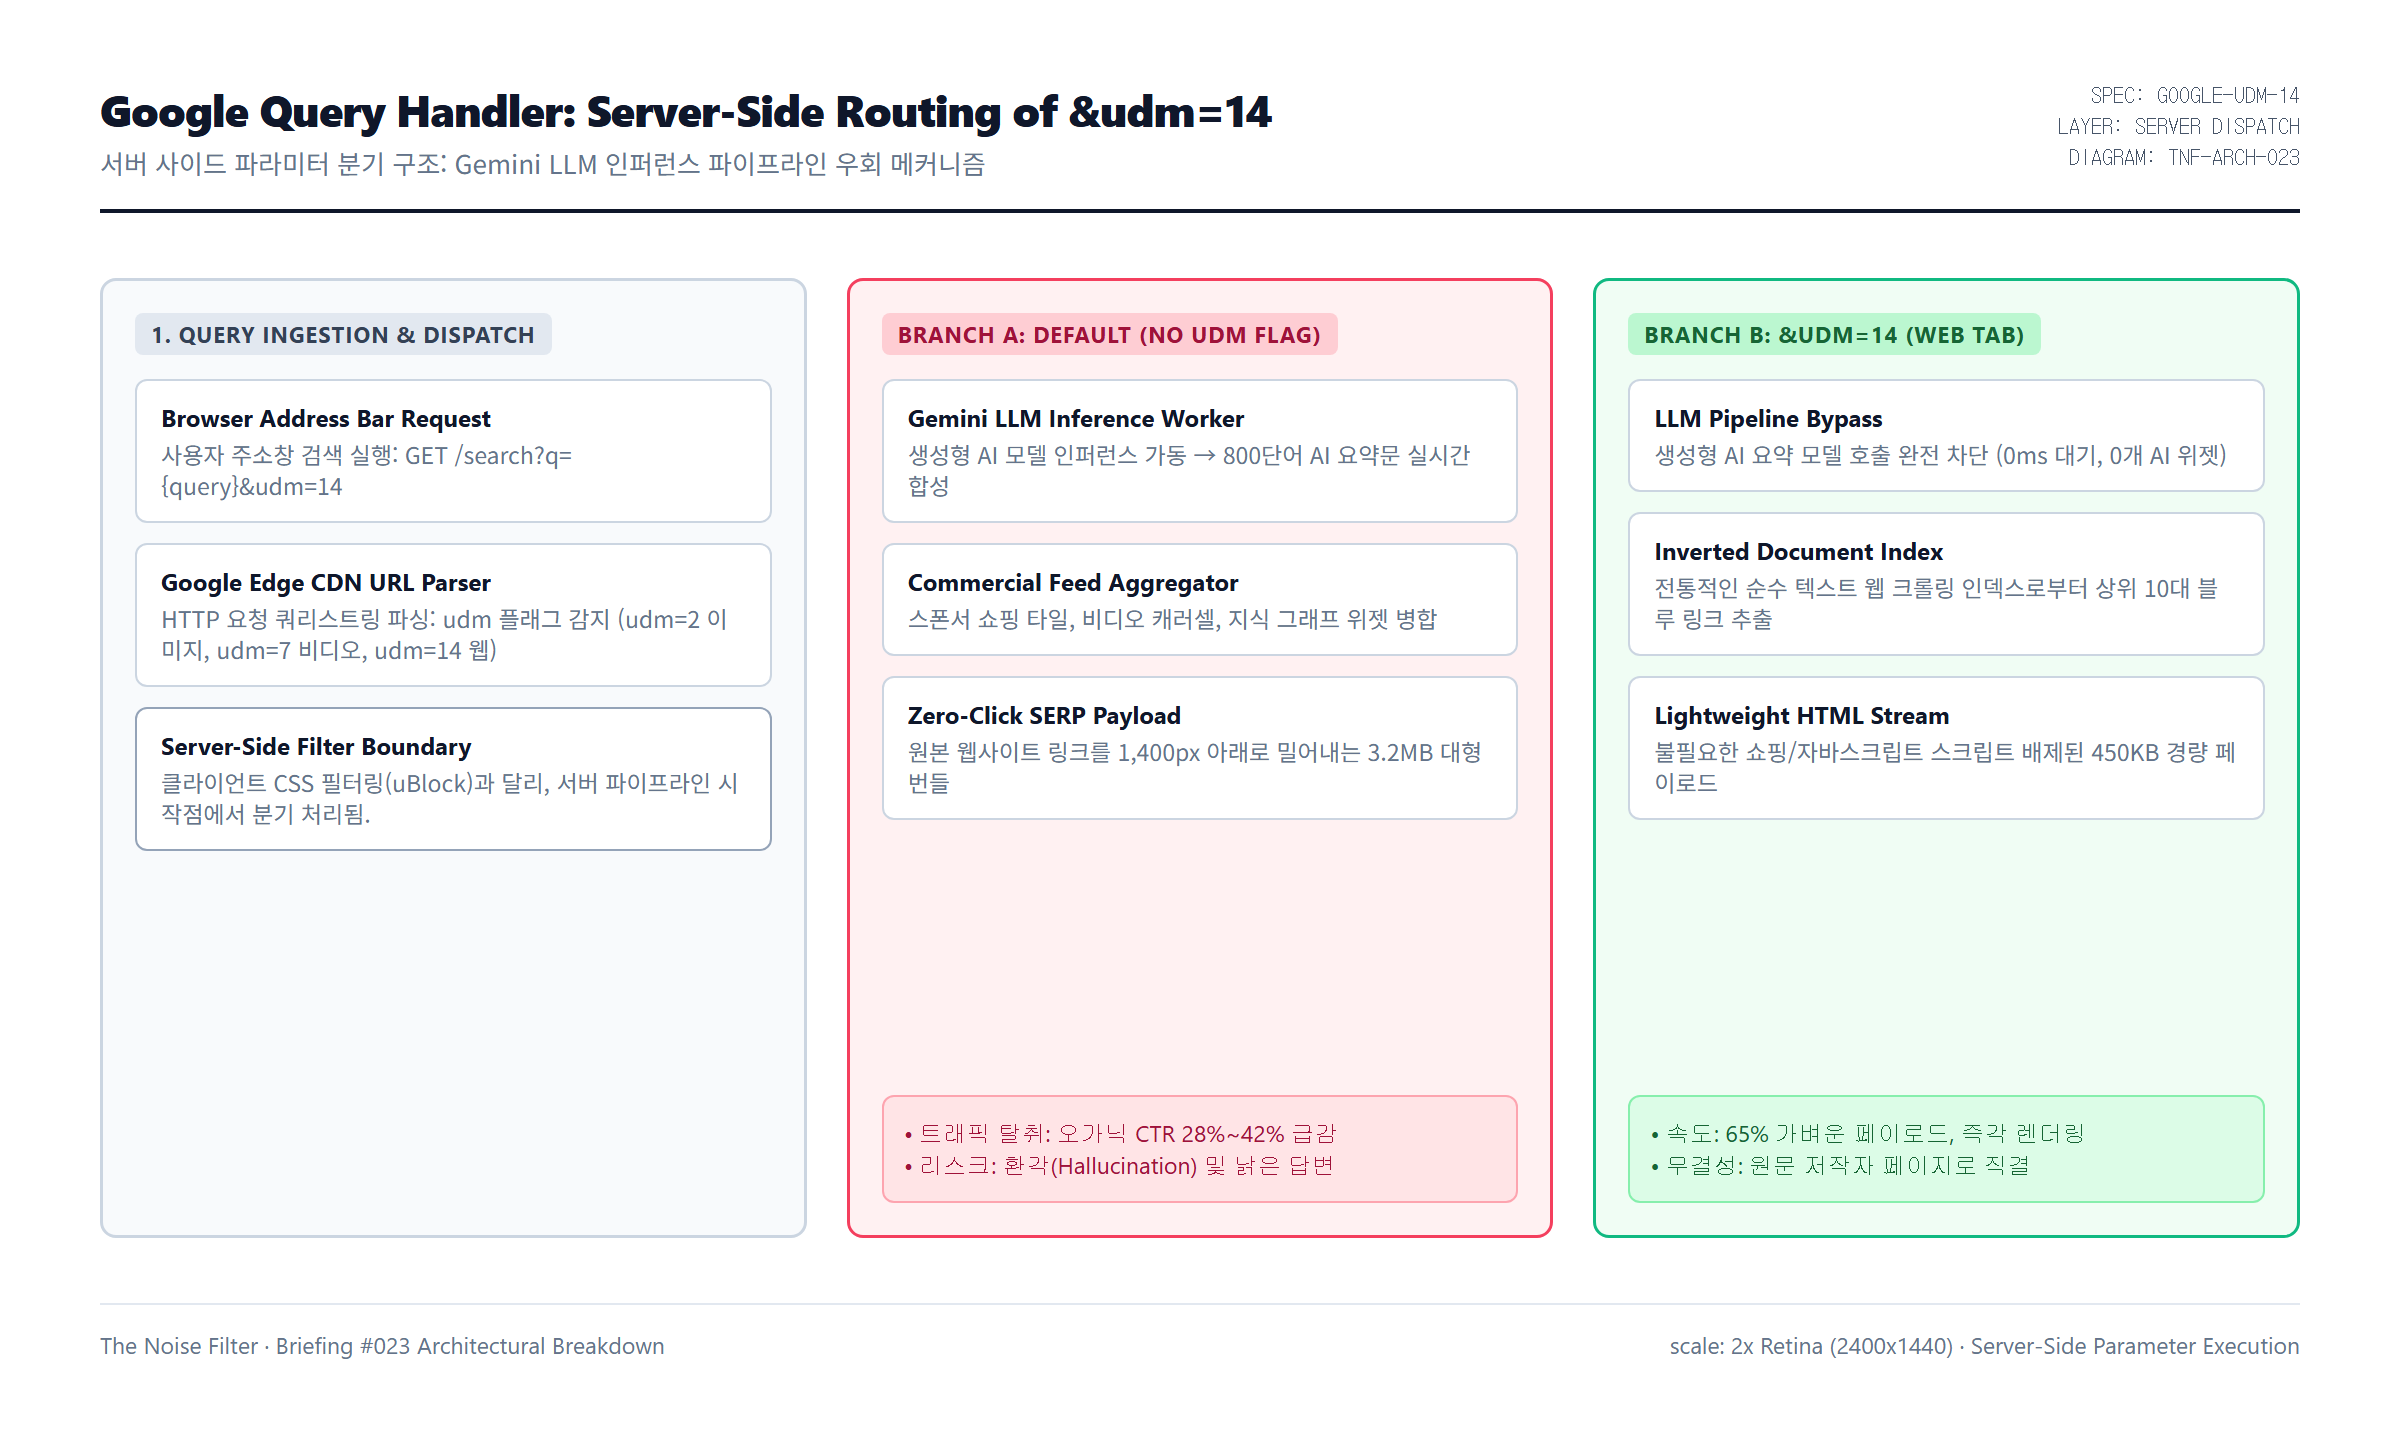 Google Query Handler: Server-Side Routing of &udm=14
서버 사이드 파라미터 분기 구조: Gemini LLM 인퍼런스 파이프라인 우회 메커니즘
SPEC: GOOGLE-UDM-14
LAYER: SERVER DISPATCH
DIAGRAM: TNF-ARCH-023
1. QUERY INGESTION & DISPATCH
Browser Address Bar Request
사용자 주소창 검색 실행: GET /search?q=
{query}&udm=14
Google Edge CDN URL Parser
HTTP 요청 쿼리스트링 파싱: udm 플래그 감지 (udm=2 이
미지, udm=7 비디오, udm=14 웹)
Server-Side Filter Boundary
클라이언트 CSS 필터링(uBlock)과 달리, 서버 파이프라인 시
작점에서 분기 처리됨.
BRANCH A: DEFAULT (NO UDM FLAG)
Gemini LLM Inference Worker
생성형 AI 모델 인퍼런스 가동 → 800단어 AI 요약문 실시간
합성
Commercial Feed Aggregator
스폰서 쇼핑 타일, 비디오 캐러셀, 지식 그래프 위젯 병합
Zero-Click SERP Payload
원본 웹사이트 링크를 1,400px 아래로 밀어내는 3.2MB 대형
번들
• 트래픽 탈취: 오가닉 CTR 28%~42% 급감
• 리스크: 환각(Hallucination) 및 낡은 답변
BRANCH B: &UDM=14 (WEB TAB)
LLM Pipeline Bypass
생성형 AI 요약 모델 호출 완전 차단 (0ms 대기, 0개 AI 위젯)
Inverted Document Index
전통적인 순수 텍스트 웹 크롤링 인덱스로부터 상위 10대 블
루 링크 추출
Lightweight HTML Stream
불필요한 쇼핑/자바스크립트 스크립트 배제된 450KB 경량 페
이로드
• 속도: 65% 가벼운 페이로드, 즉각 렌더링
• 무결성: 원문 저작자 페이지로 직결
The Noise Filter · Briefing #023 Architectural Breakdown
scale: 2x Retina (2400x1440) · Server-Side Parameter Execution